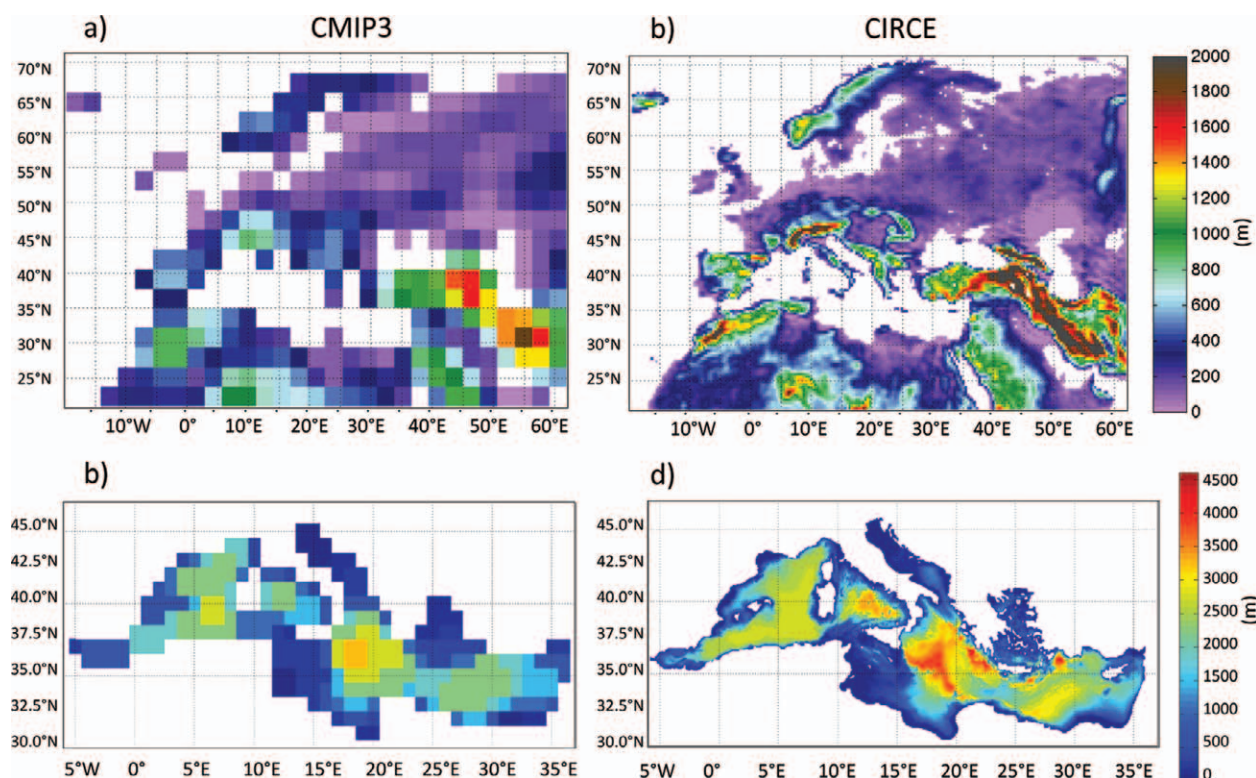 a) CMIP3
b) CIRCE
70°N
65°N
60°N
55°N
50°N
45°N
40°N
35°N
30°N
25°N
10°W 0° 10°E 20°E 30°E 40°E 50°E 60°E
70°N
65°N
60°N
55°N
50°N
45°N
40°N
35°N
30°N
25°N
10°W 0° 10°E 20°E 30°E 40°E 50°E 60°E
2000
1800
1600
1400
1200
1000
800
600
400
200
0
(m)
b)
d)
45.0°N
42.5°N
40.0°N
37.5°N
35.0°N
32.5°N
30.0°N
5°W 0° 5°E 10°E 15°E 20°E 25°E 30°E 35°E
45.0°N
42.5°N
40.0°N
37.5°N
35.0°N
32.5°N
30.0°N
5°W 0° 5°E 10°E 15°E 20°E 25°E 30°E 35°E
4500
4000
3500
3000
2500
2000
1500
1000
500
0
(m)